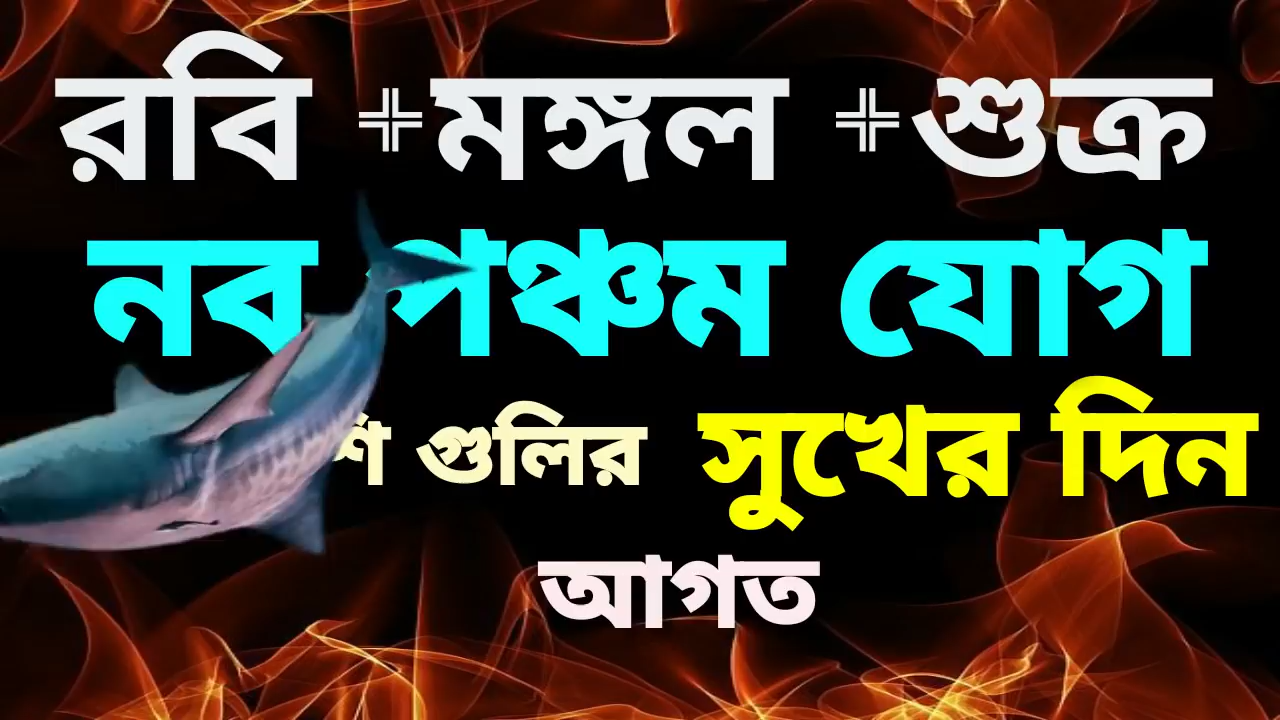 রবি +মঙ্গল +শুক্র
নব পঞ্চম যোগ
গুলির সুখের দিন
আগত